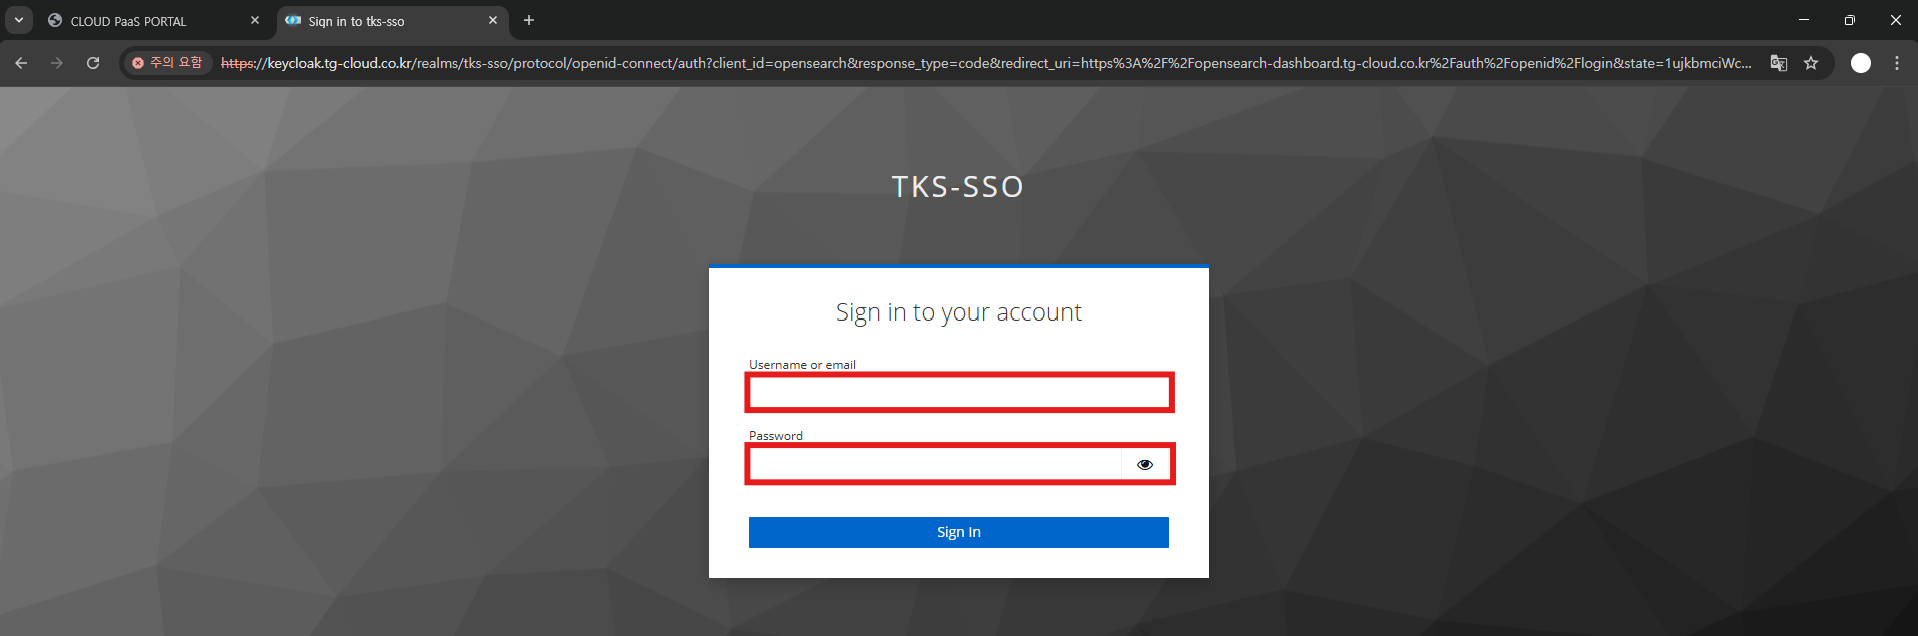 CLOUD PaaS PORTAL
Sign in to tks-sso
주의 요함
https://keycloak.tg-cloud.co.kr/realms/tks-sso/protocol/openid-connect/auth?client_id=opensearch&response_type=code&redirect_uri=https%3A%2F%2Fopensearch-dashboard.tg-cloud.co.kr%2Fauth%2Fopenid%2Flogin&state=1ujkbmciWc...
TKS-SSO
Sign in to your account
Username or email
Password
Sign In